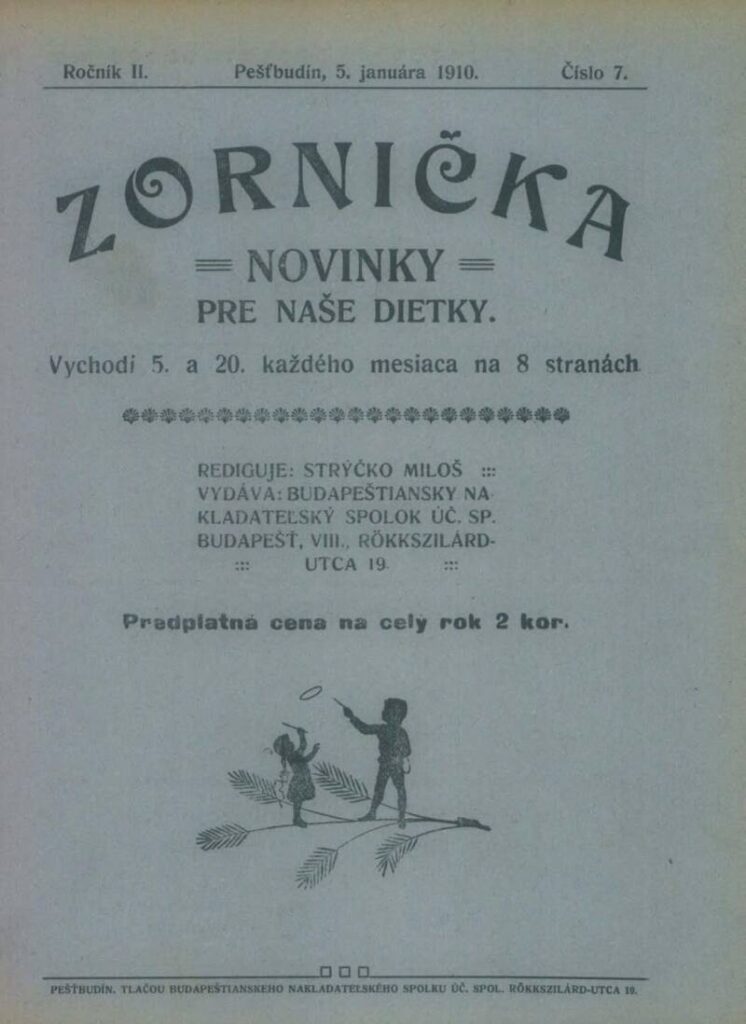 Ročník II. Pešťbudín, 5. januára 1910. Číslo 7.
ZORNIČKA
NOVINKY
PRE NAŠE DIETKY.
Vychodí 5. a 20. každého mesiaca na 8 stranách
REDIGUJE: STRÝČKO MILOŠ :::
VYDÁVA: BUDAPEŠTIANSKY NA-
KLADATEĽSKÝ SPOLOK ÚČ. SP.
BUDAPEŠŤ, VIII., RÖKKSZILÁRD-
::: UTCA 19. :::
Predplatná cena na celý rok 2 kor.
PEŠŤBUDÍN. TLAČOU BUDAPEŠTIANSKEHO NAKLADATEĽSKÉHO SPOLKU ÚČ. SPOL. RÖKKSZILÁRD-UTCA 19.